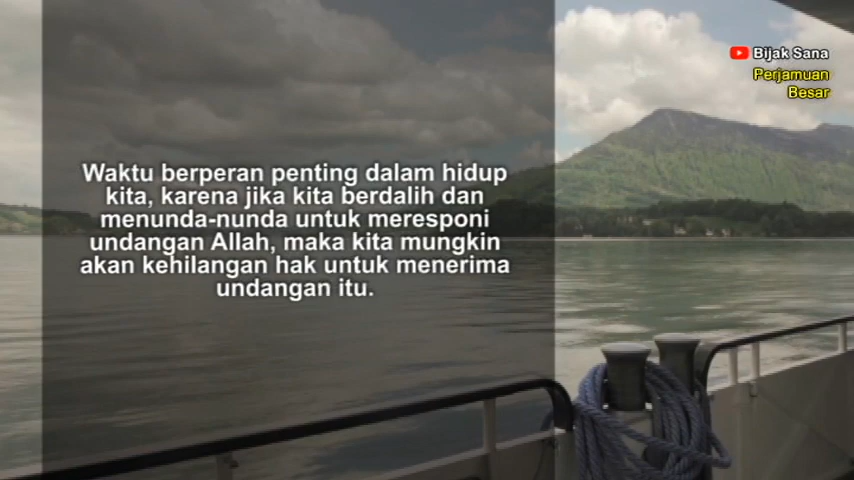 Bijak Sana
Perjamuan
Besar
Waktu berperan penting dalam hidup
kita, karena jika kita berdalih dan
menunda-nunda untuk meresponi
undangan Allah, maka kita mungkin
akan kehilangan hak untuk menerima
undangan itu.